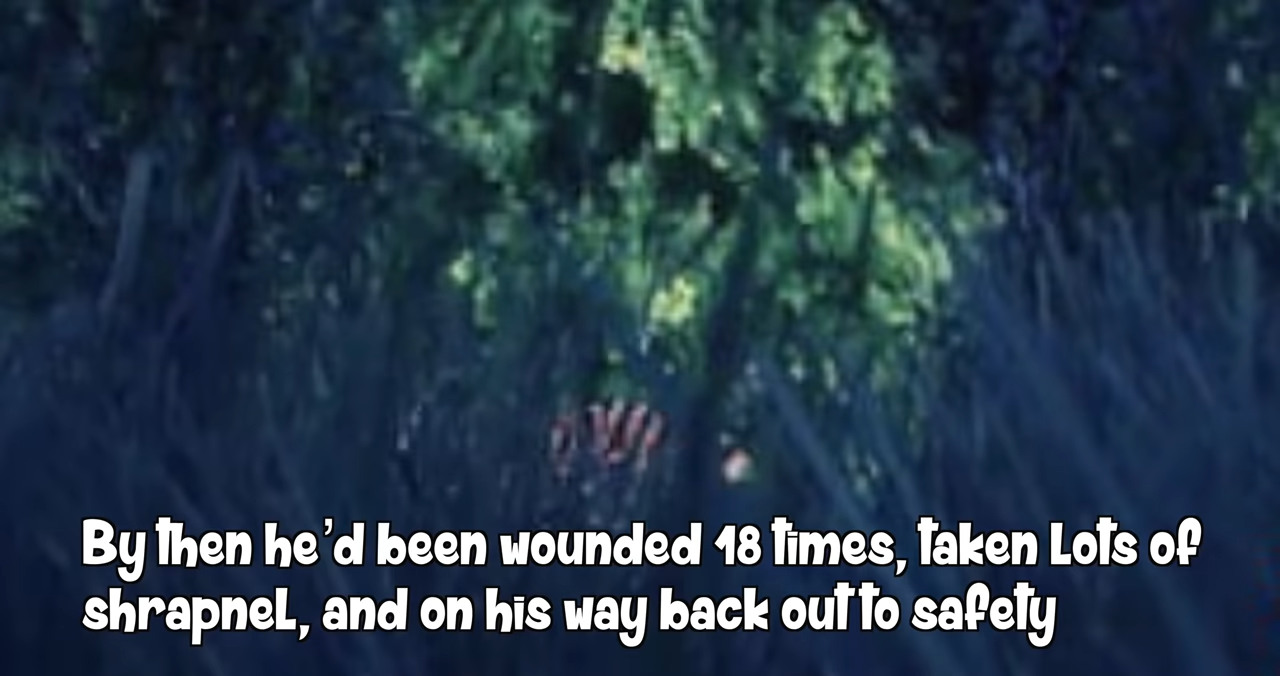 By then he’d been wounded 18 times, taken Lots of
shrapneL, and on his way back out to safety